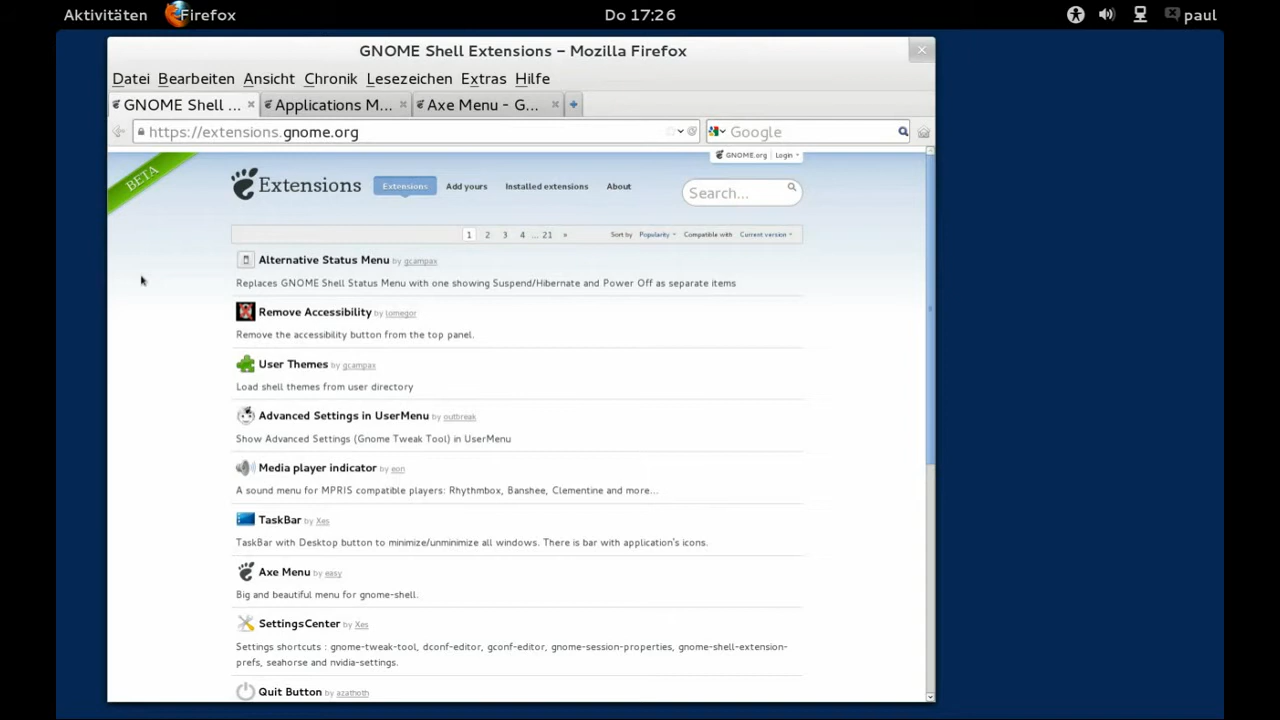 Aktivitäten Firefox Do 17:26 paul
GNOME Shell Extensions – Mozilla Firefox
Datei Bearbeiten Ansicht Chronik Lesezeichen Extras Hilfe
GNOME Shell ... Applications M... Axe Menu - G...
https://extensions.gnome.org Google
BETA
GNOME.org Login
Extensions Extensions Add yours Installed extensions About Search...
1 2 3 4 ... 21 » Sort by Popularity Compatible with Current version
Alternative Status Menu by gcampax
Replaces GNOME Shell Status Menu with one showing Suspend/Hibernate and Power Off as separate items
Remove Accessibility by lomegor
Remove the accessibility button from the top panel.
User Themes by gcampax
Load shell themes from user directory
Advanced Settings in UserMenu by outbreak
Show Advanced Settings (Gnome Tweak Tool) in UserMenu
Media player indicator by eon
A sound menu for MPRIS compatible players: Rhythmbox, Banshee, Clementine and more...
TaskBar by Xes
TaskBar with Desktop button to minimize/unminimize all windows. There is bar with application's icons.
Axe Menu by easy
Big and beautiful menu for gnome-shell.
SettingsCenter by Xes
Settings shortcuts : gnome-tweak-tool, dconf-editor, gconf-editor, gnome-session-properties, gnome-shell-extension-
prefs, seahorse and nvidia-settings.
Quit Button by azathoth